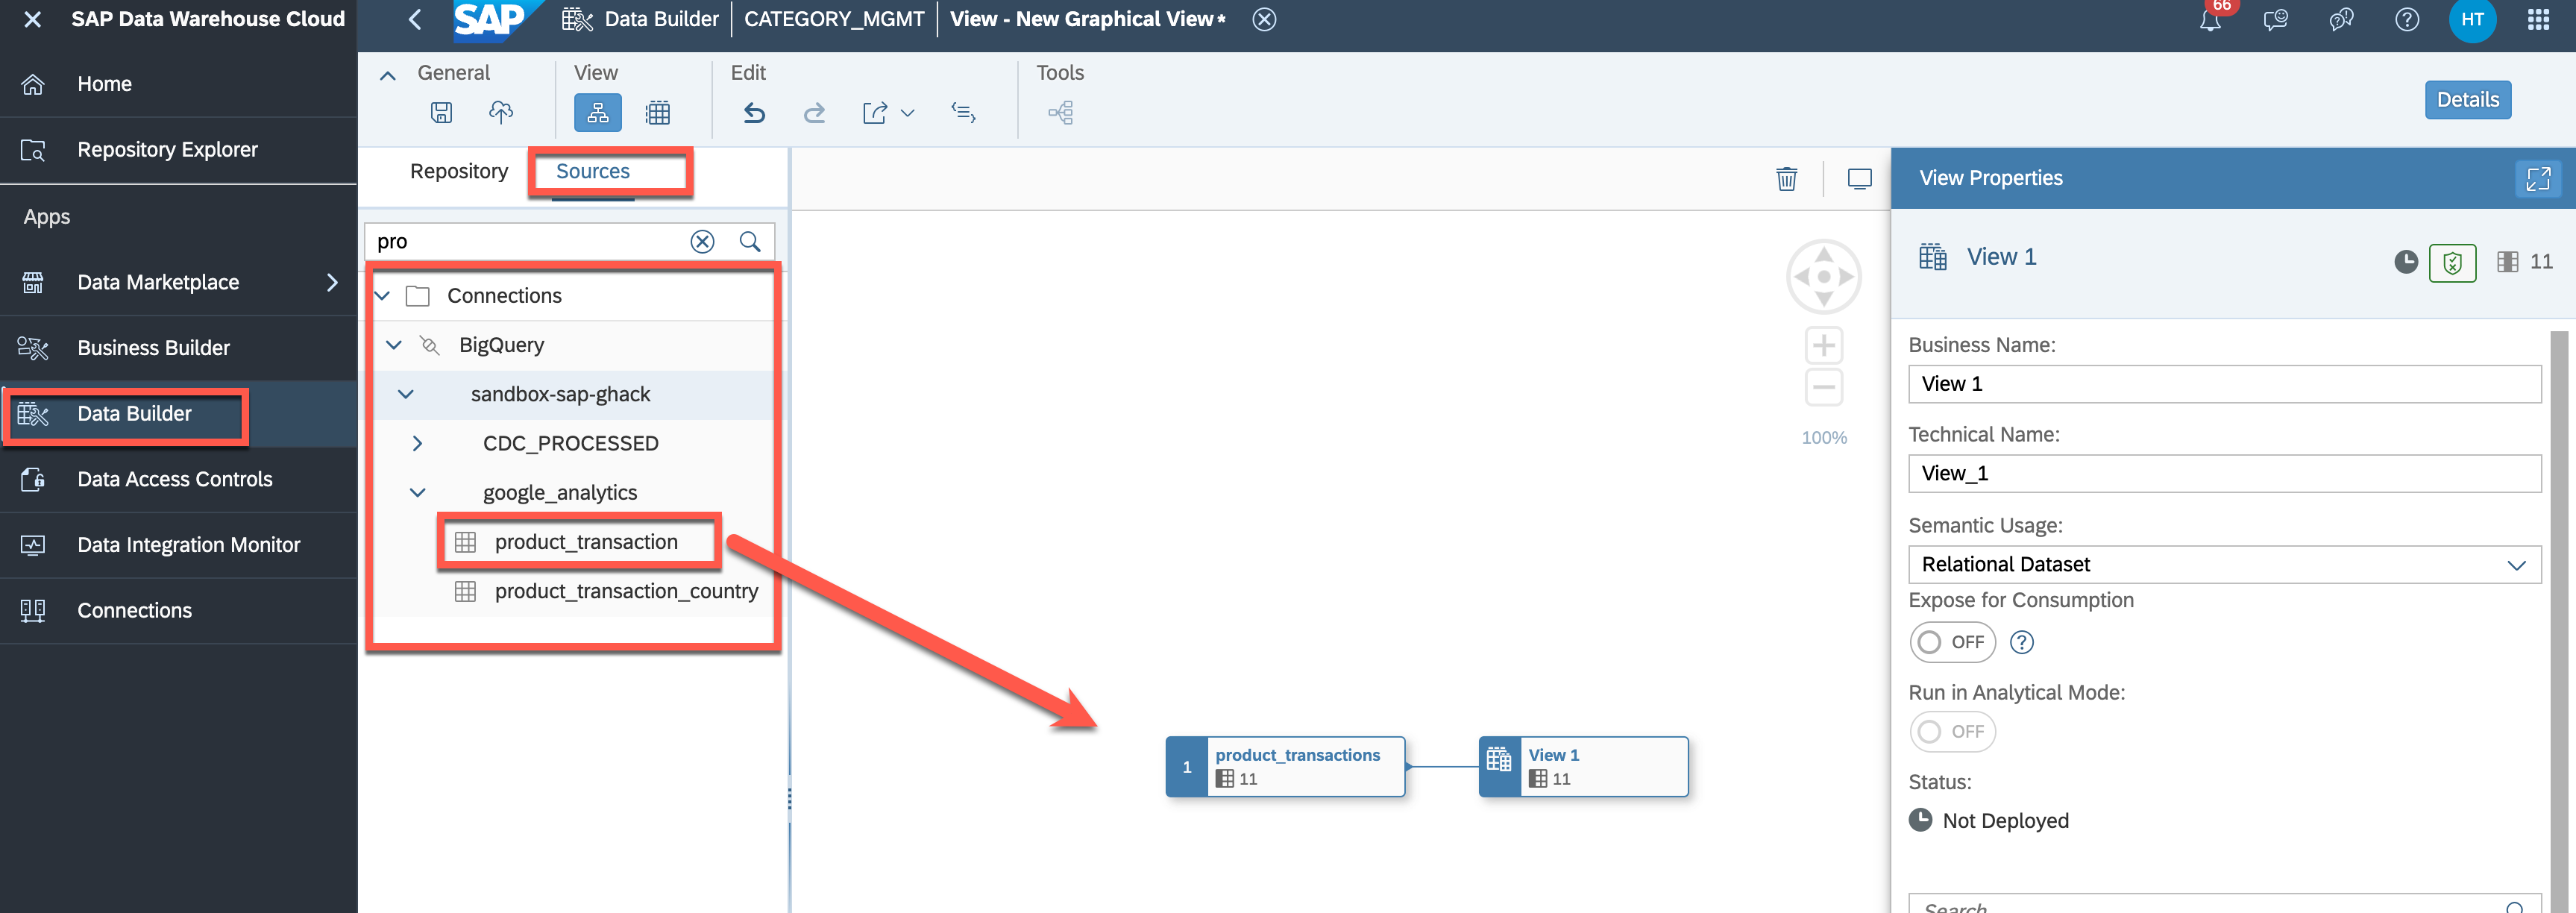 SAP Data Warehouse Cloud
Home
Repository Explorer
Apps
Data Marketplace
Business Builder
Data Builder
Data Access Controls
Data Integration Monitor
Connections
SAP Data Builder CATEGORY_MGMT View - New Graphical View*
66
HT
General View Edit Tools
Details
Repository Sources
pro
Connections
BigQuery
sandbox-sap-ghack
CDC_PROCESSED
google_analytics
product_transaction
product_transaction_country
100%
1 product_transactions
11
View 1
11
View Properties
View 1
11
Business Name:
View 1
Technical Name:
View_1
Semantic Usage:
Relational Dataset
Expose for Consumption
OFF
Run in Analytical Mode:
OFF
Status:
Not Deployed
Search